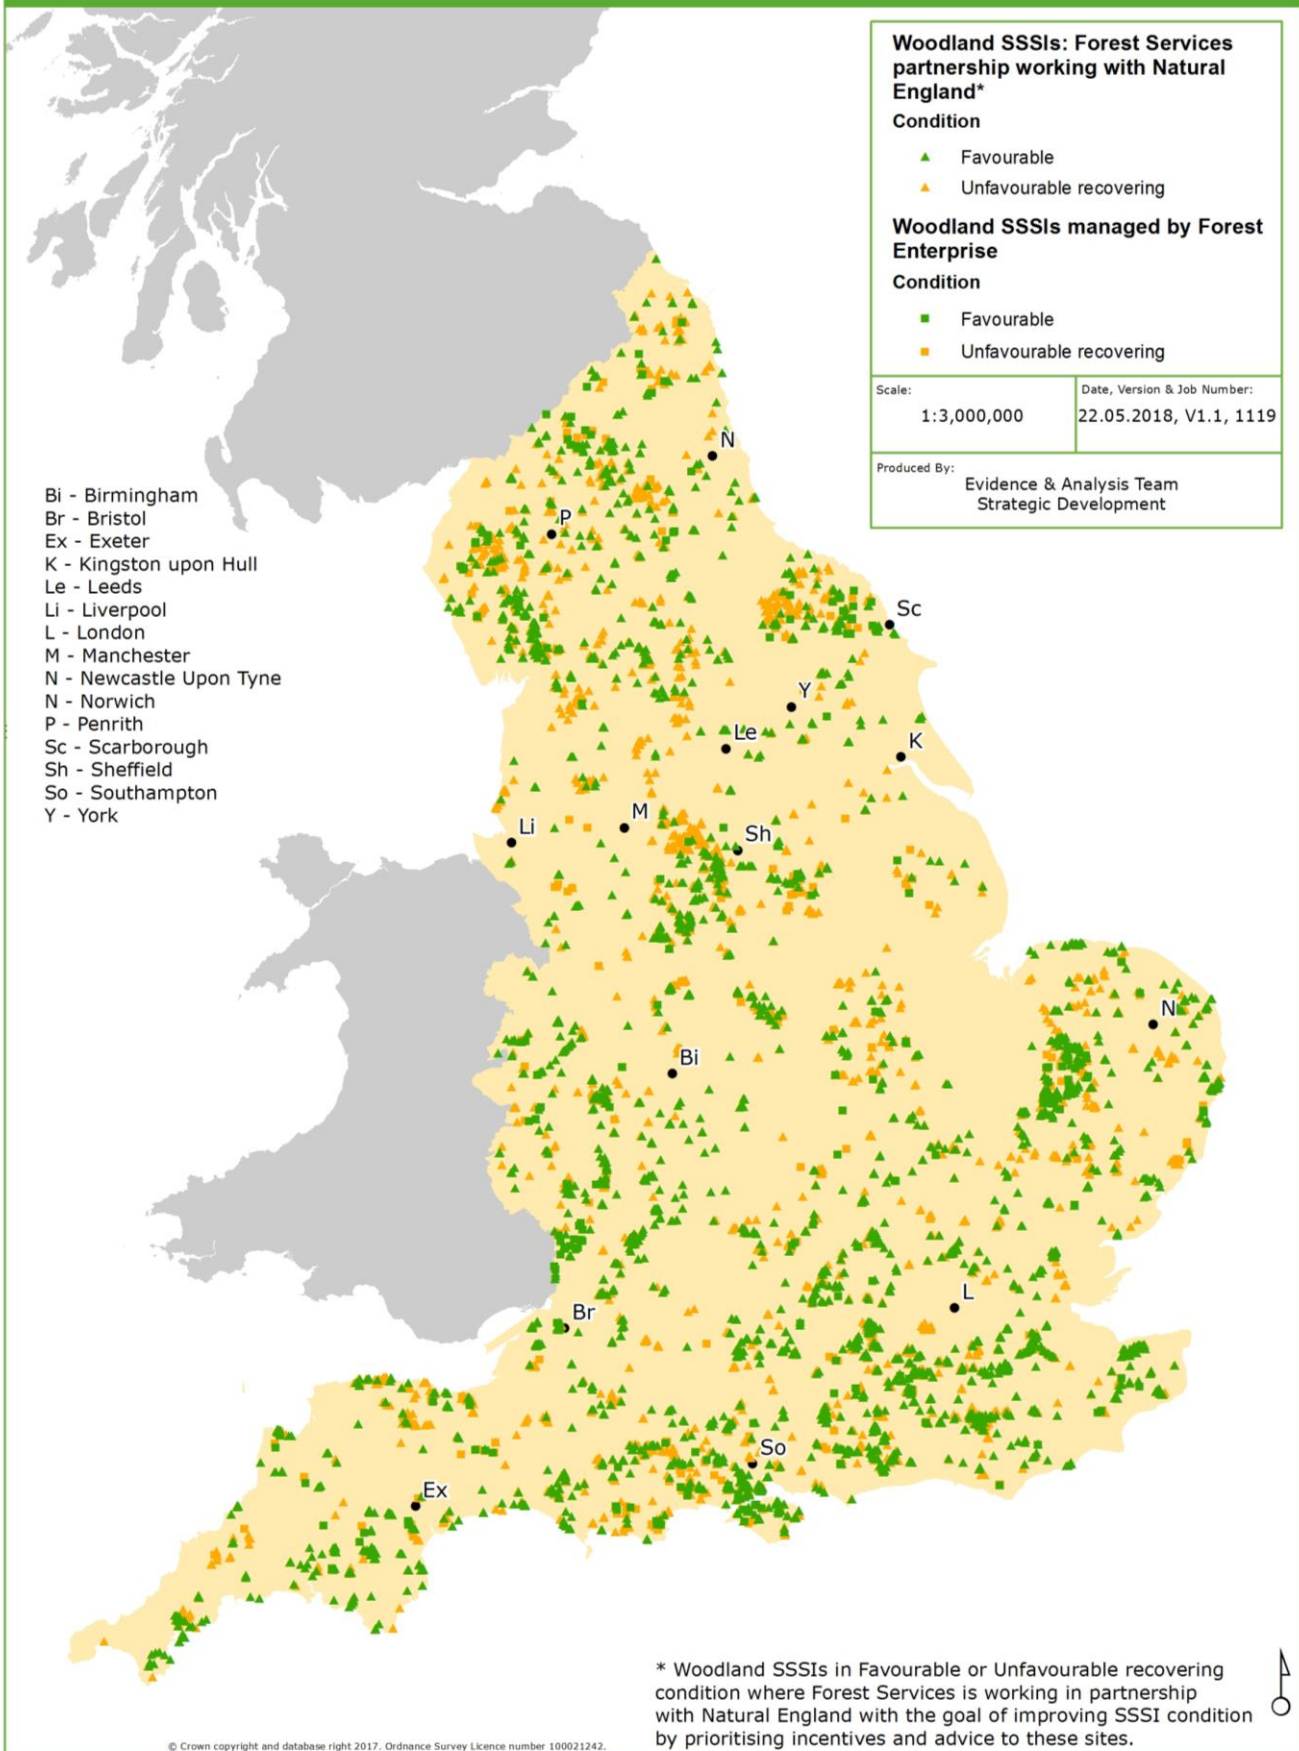 Woodland SSSIs: Forest Services
partnership working with Natural
England*
Condition
Favourable
Unfavourable recovering
Woodland SSSIs managed by Forest
Enterprise
Condition
Favourable
Unfavourable recovering
Scale:
1:3,000,000
Date, Version & Job Number:
22.05.2018, V1.1, 1119
Produced By:
Evidence & Analysis Team
Strategic Development
Bi - Birmingham
Br - Bristol
Ex - Exeter
K - Kingston upon Hull
Le - Leeds
Li - Liverpool
L - London
M - Manchester
N - Newcastle Upon Tyne
N - Norwich
P - Penrith
Sc - Scarborough
Sh - Sheffield
So - Southampton
Y - York
N
P
Sc
Y
Le
K
M
Li
Sh
N
Bi
L
Br
So
Ex
* Woodland SSSIs in Favourable or Unfavourable recovering
condition where Forest Services is working in partnership
with Natural England with the goal of improving SSSI condition
by prioritising incentives and advice to these sites.
© Crown copyright and database right 2017. Ordnance Survey Licence number 100021242.